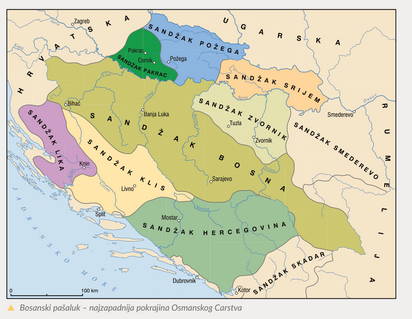 Zagreb
HRVATSKA
UGARSKA
RUMELIJA
SANDŽAK POŽEGA
Pakrac
Cernik
Požega
SANDŽAK PAKRAC
SANDŽAK SRIJEM
Bihać
Banja Luka
SANDŽAK ZVORNIK
Tuzla
Zvornik
Smederevo
SANDŽAK SMEDEREVO
SANDŽAK LIKA
Knin
SANDŽAK BOSNA
SANDŽAK KLIS
Livno
Sarajevo
Split
Mostar
SANDŽAK HERCEGOVINA
JADRANSKO MORE
Dubrovnik
Kotor
SANDŽAK SKADAR
0 100 km
Bosanski pašaluk – najzapadnija pokrajina Osmanskog Carstva